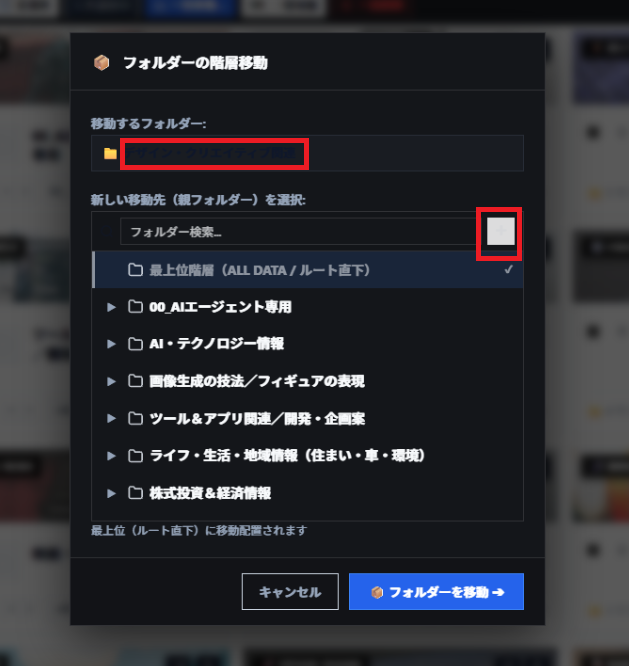 フォルダーの階層移動
移動するフォルダー:
新しい移動先（親フォルダー）を選択:
フォルダー検索...
最上位階層（ALL DATA / ルート直下）
00_AIエージェント専用
AI・テクノロジー情報
画像生成の技法／フィギュアの表現
ツール＆アプリ関連／開発・企画案
ライフ・生活・地域情報（住まい・車・環境）
株式投資＆経済情報
最上位（ルート直下）に移動配置されます
キャンセル
フォルダーを移動